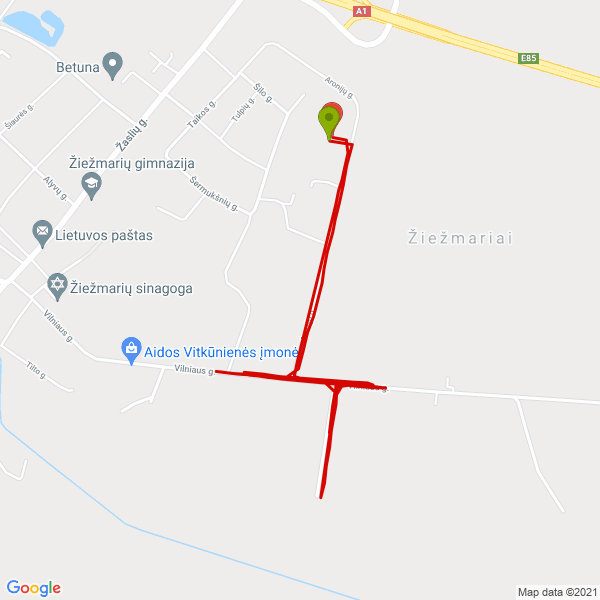 A1
E85
Betuna
Aronijų g.
Šilo g.
Tulpių g.
Taikos g.
Šiaurės g.
Žaslių g.
Žiežmarių gimnazija
Alyvų g.
Šermukšnių g.
Lietuvos paštas
Žiežmariai
Žiežmarių sinagoga
Vilniaus g.
Aidos Vitkūnienės įmonė
Tilto g.
Vilniaus g.
Vilniaus g.
Google
Map data ©2021